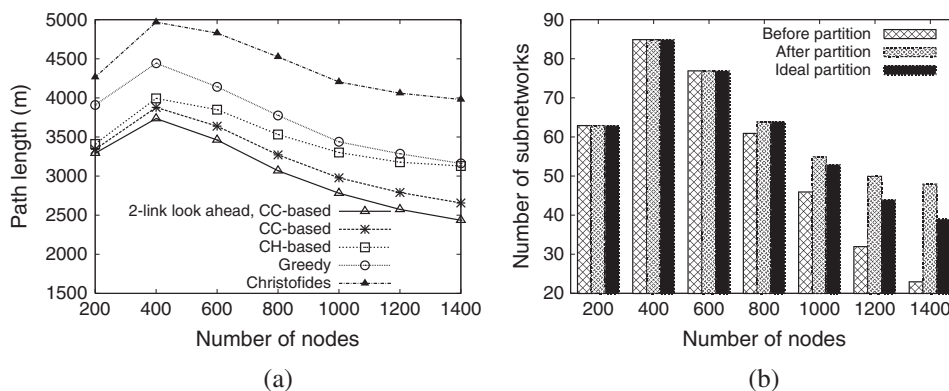 5000
4500
4000
3500
3000
2500
2000
1500
Path length (m)
2-link look ahead, CC-based
CC-based
CH-based
Greedy
Christofides
200 400 600 800 1000 1200 1400
Number of nodes
(a)
90
80
70
60
50
40
30
20
Number of subnetworks
Before partition
After partition
Ideal partition
200 400 600 800 1000 1200 1400
Number of nodes
(b)